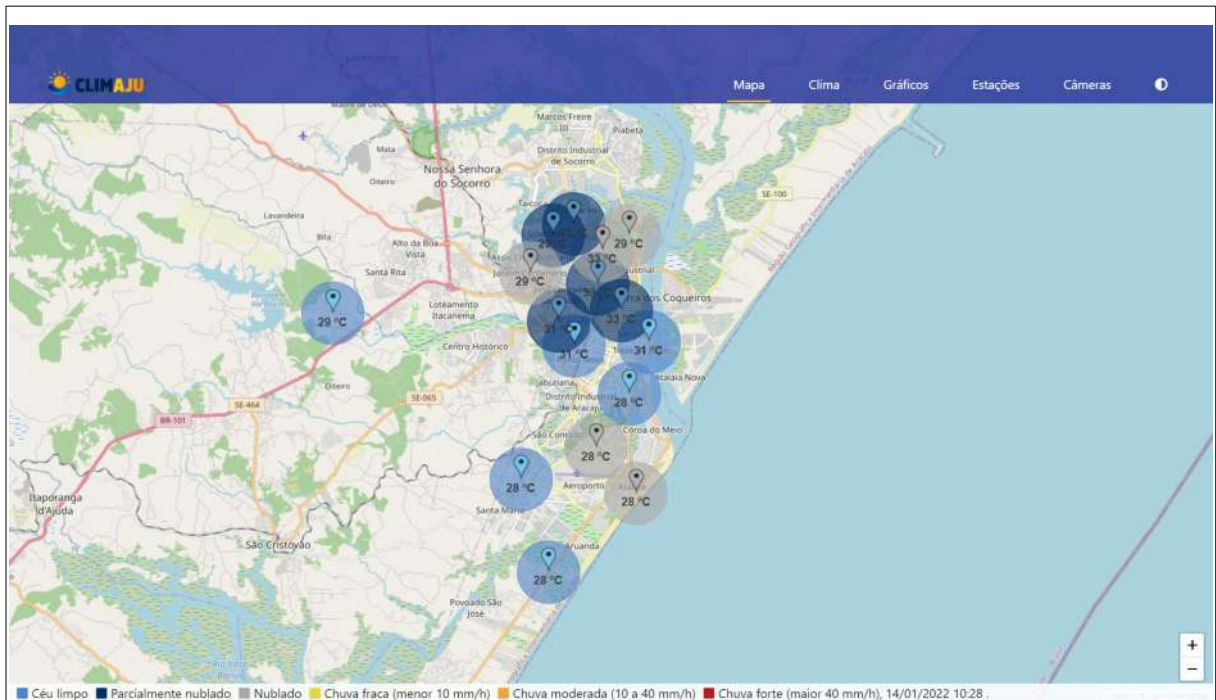 CLIMAJU
Mapa Clima Gráficos Estações Câmeras
Marcos Freire
III
Piabeta
Mata
Distrito Industrial
de Socorro
Nossa Senhora
do Socorro
Oiteiro
SE-100
Taiçoca
Lavandeira
Bita
Alto da Boa
Vista
29 °C
29 °C
33 °C
Santa Rita
29 °C
29 °C
Loteamento
Itacanema
33 °C
31 °C
Centro Histórico
31 °C
31 °C
Oiteiro
Jabutiana
Atalaia Nova
SE-464
SE-065
Distrito Industrial
de Aracaju
28 °C
BR-101
São Conrado
Coroa do Meio
28 °C
28 °C
Aeroporto
28 °C
Itaporanga
d'Ajuda
Santa Maria
São Cristóvão
Aruanda
28 °C
Povoado São
José
+
−
Céu limpo Parcialmente nublado Nublado Chuva fraca (menor 10 mm/h) Chuva moderada (10 a 40 mm/h) Chuva forte (maior 40 mm/h), 14/01/2022 10:28 .